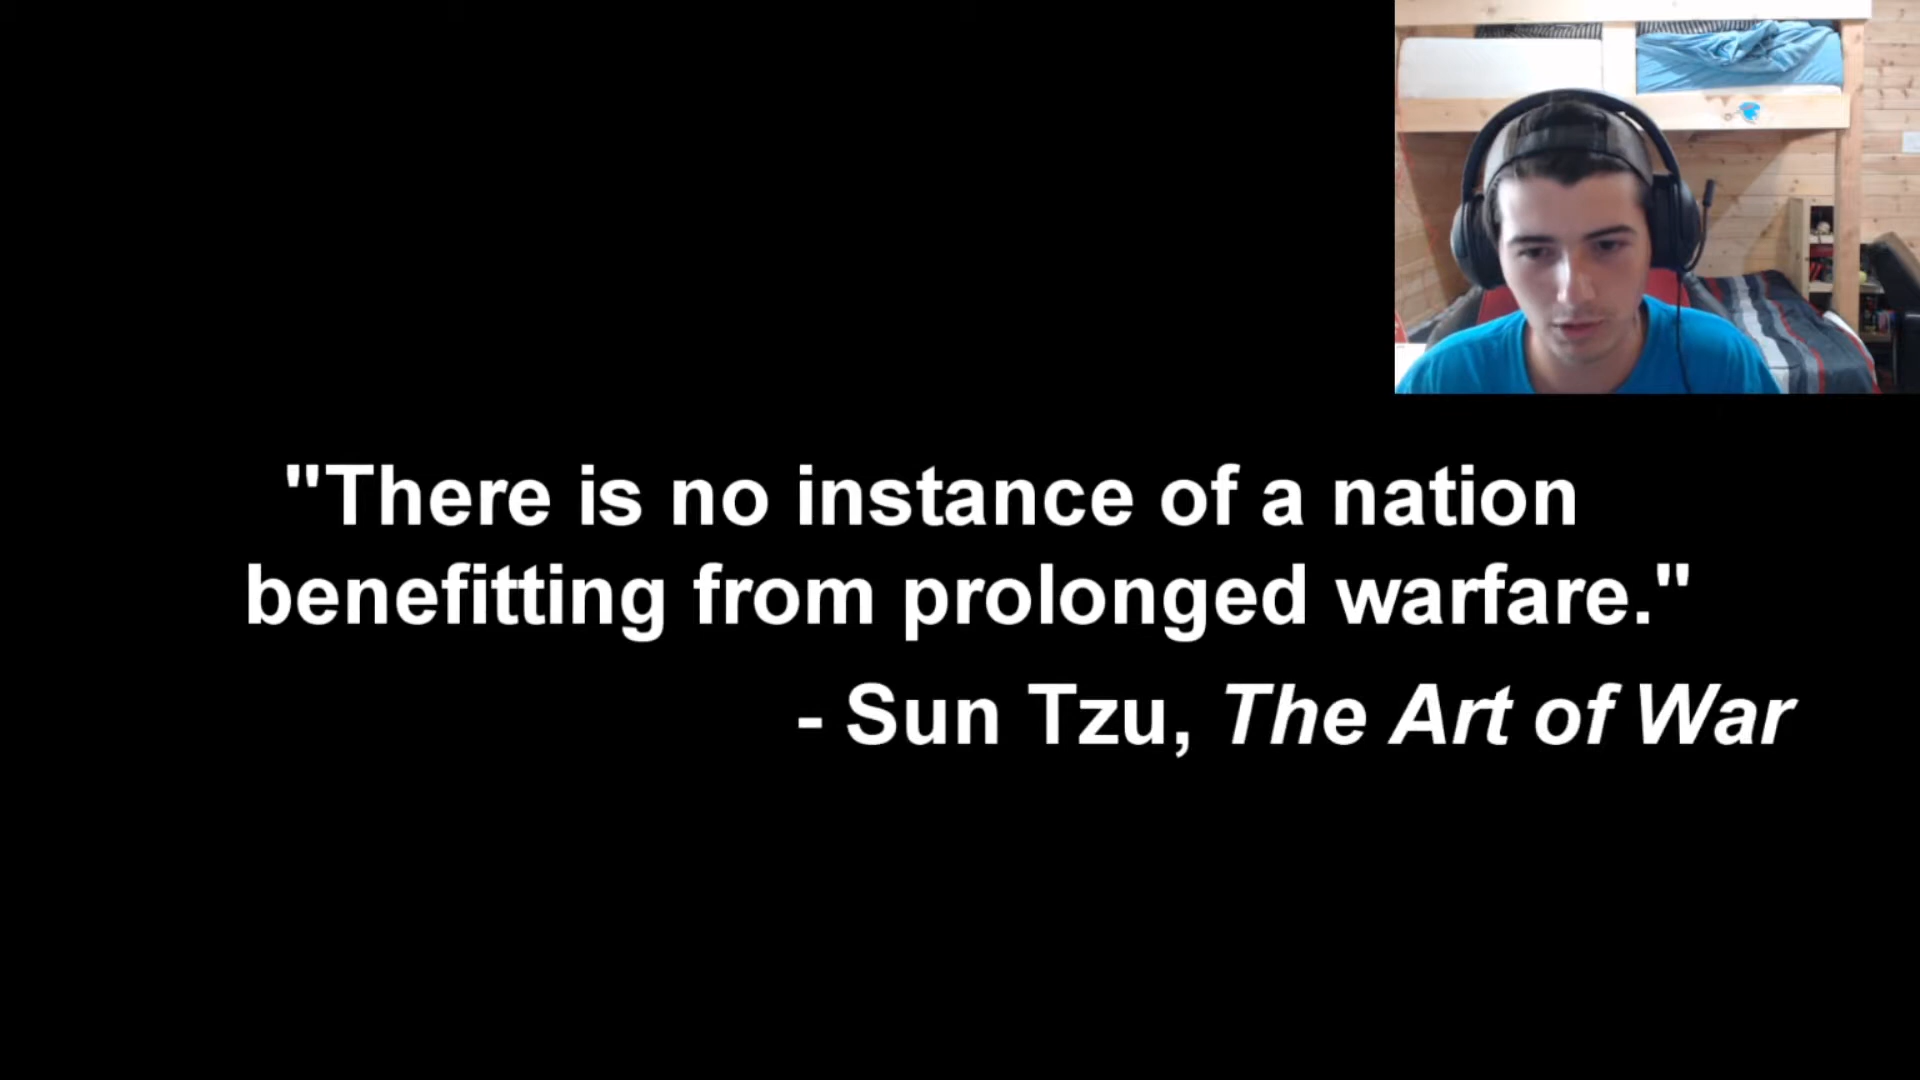 "There is no instance of a nation
benefitting from prolonged warfare."
- Sun Tzu, The Art of War